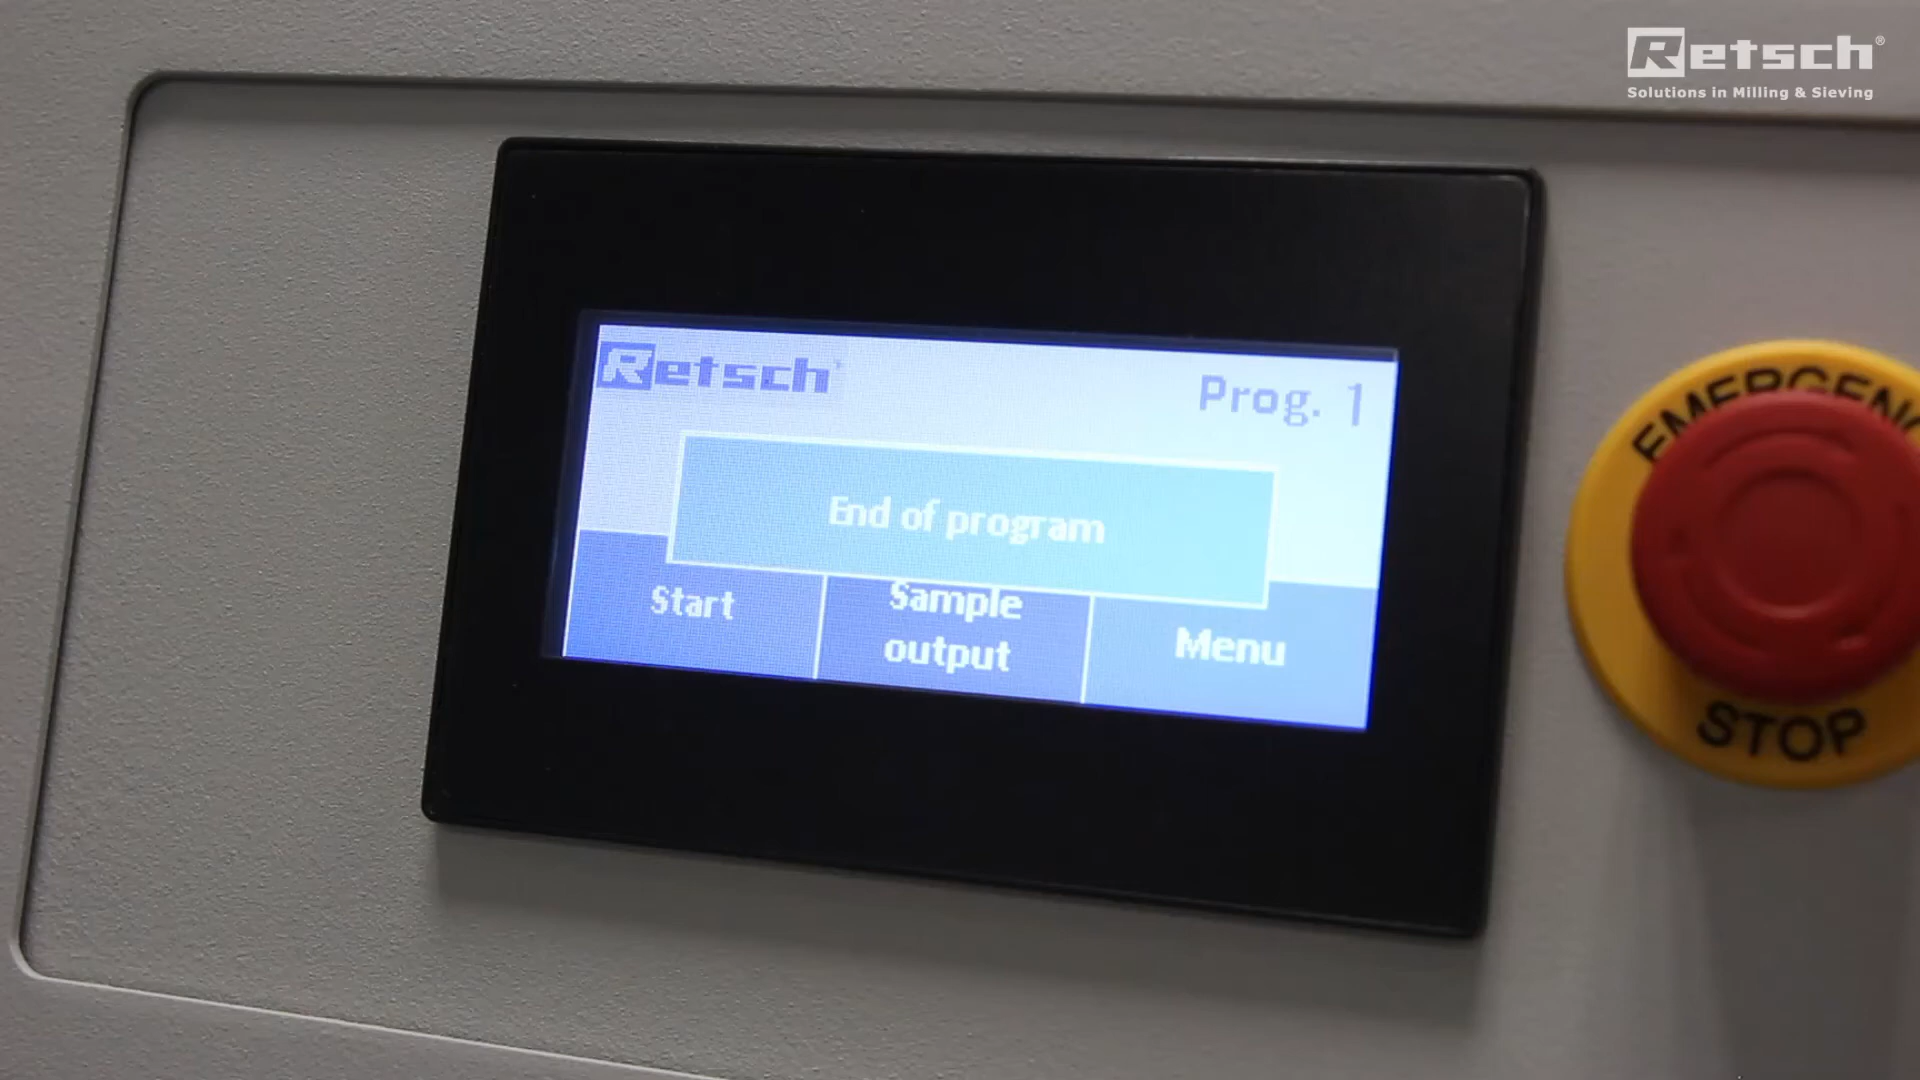 Retsch®
Solutions in Milling & Sieving
Retsch
Prog. 1
End of program
Start
Sample
output
Menu
STOP